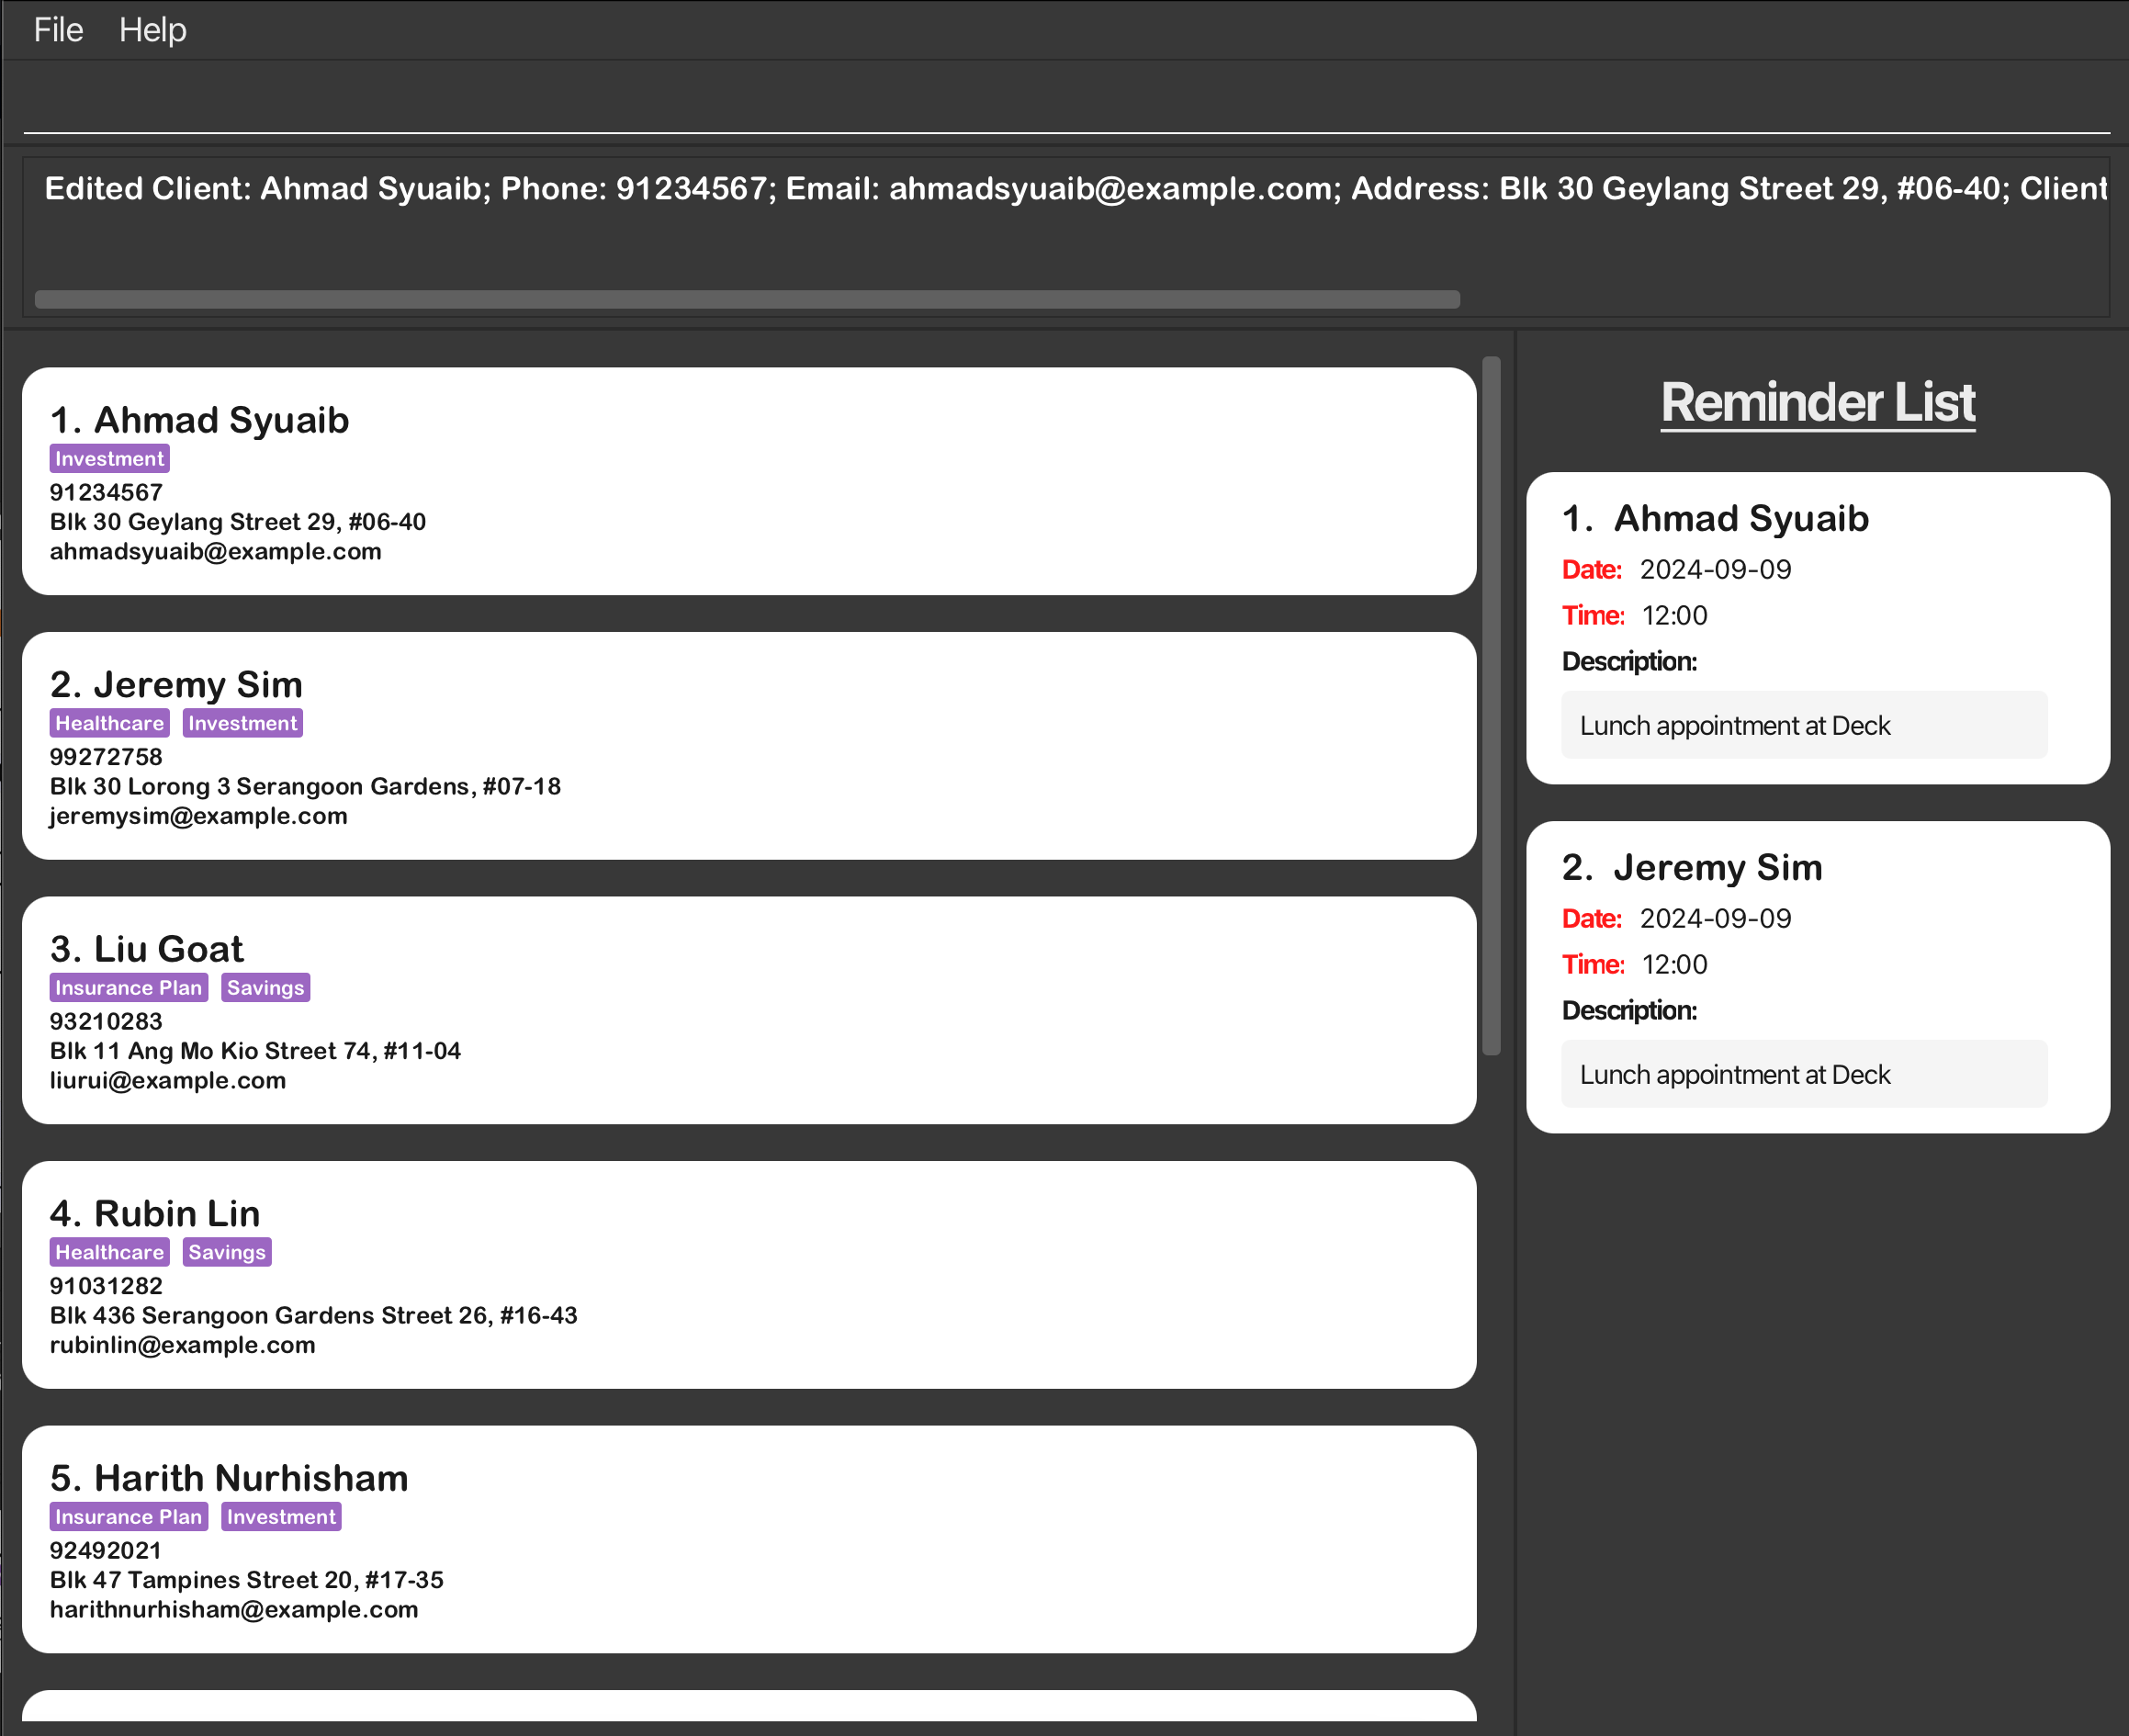 File Help
Edited Client: Ahmad Syuaib; Phone: 91234567; Email: ahmadsyuaib@example.com; Address: Blk 30 Geylang Street 29, #06-40; Client
1. Ahmad Syuaib
Investment
91234567
Blk 30 Geylang Street 29, #06-40
ahmadsyuaib@example.com
2. Jeremy Sim
Healthcare Investment
99272758
Blk 30 Lorong 3 Serangoon Gardens, #07-18
jeremysim@example.com
3. Liu Goat
Insurance Plan Savings
93210283
Blk 11 Ang Mo Kio Street 74, #11-04
liurui@example.com
4. Rubin Lin
Healthcare Savings
91031282
Blk 436 Serangoon Gardens Street 26, #16-43
rubinlin@example.com
5. Harith Nurhisham
Insurance Plan Investment
92492021
Blk 47 Tampines Street 20, #17-35
harithnurhisham@example.com
Reminder List
1. Ahmad Syuaib
Date: 2024-09-09
Time: 12:00
Description:
Lunch appointment at Deck
2. Jeremy Sim
Date: 2024-09-09
Time: 12:00
Description:
Lunch appointment at Deck